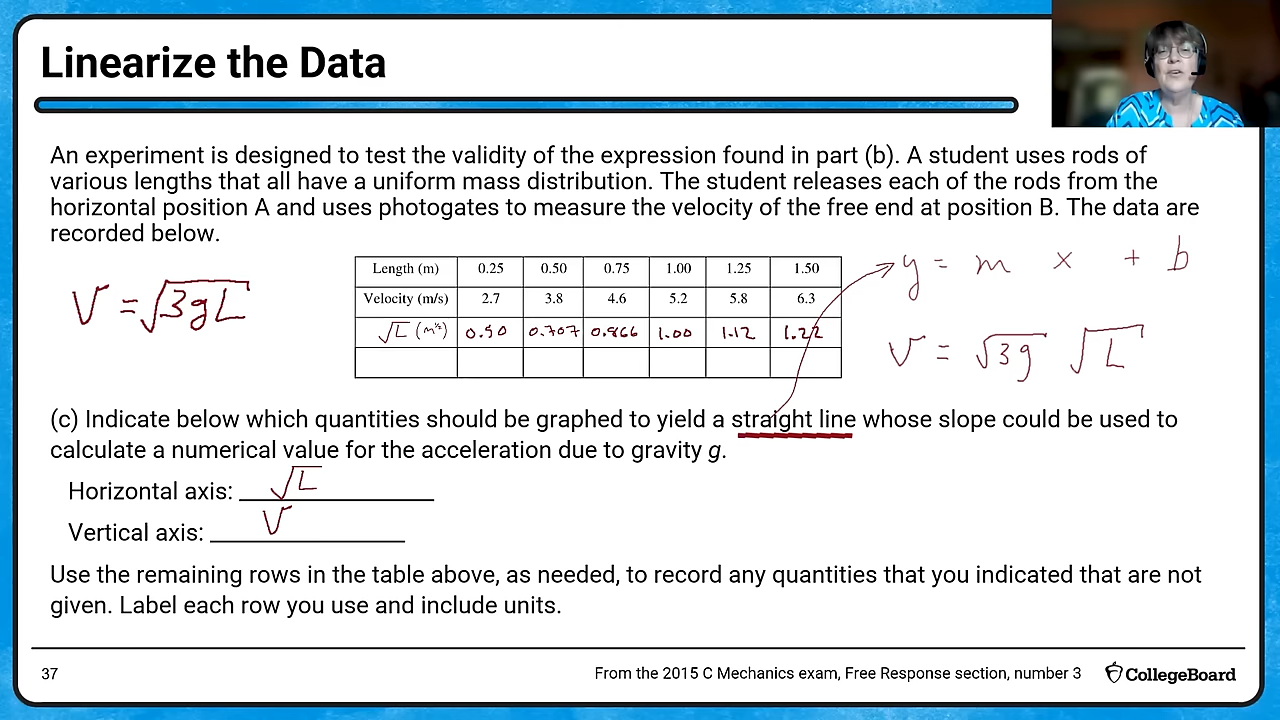 Linearize the Data
An experiment is designed to test the validity of the expression found in part (b). A student uses rods of
various lengths that all have a uniform mass distribution. The student releases each of the rods from the
horizontal position A and uses photogates to measure the velocity of the free end at position B. The data are
recorded below.
Length (m) 0.25 0.50 0.75 1.00 1.25 1.50
Velocity (m/s) 2.7 3.8 4.6 5.2 5.8 6.3
√L (m^½) 0.50 0.707 0.866 1.00 1.12 1.22
V = √3gL
y = m x + b
V = √3g √L
(c) Indicate below which quantities should be graphed to yield a straight line whose slope could be used to
calculate a numerical value for the acceleration due to gravity g.
Horizontal axis: √L
Vertical axis: V
Use the remaining rows in the table above, as needed, to record any quantities that you indicated that are not
given. Label each row you use and include units.
37
From the 2015 C Mechanics exam, Free Response section, number 3
CollegeBoard